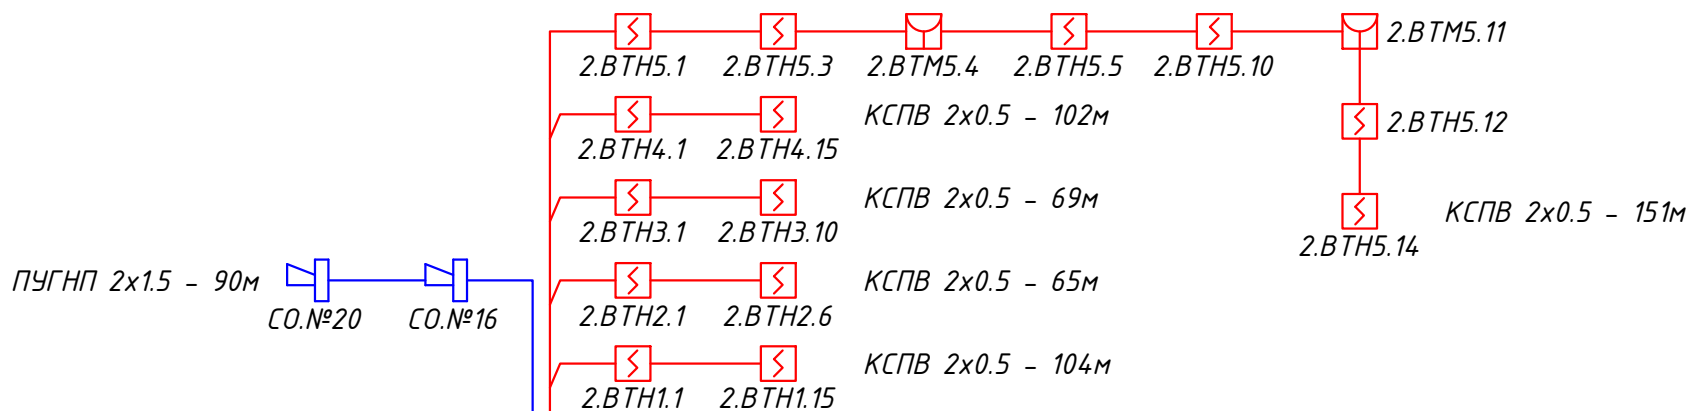 2.ВТМ5.11
2.ВТН5.1 2.ВТН5.3 2.ВТМ5.4 2.ВТН5.5 2.ВТН5.10
КСПВ 2х0.5 - 102м
2.ВТН5.12
2.ВТН4.1 2.ВТН4.15
КСПВ 2х0.5 - 69м
КСПВ 2х0.5 - 151м
2.ВТН3.1 2.ВТН3.10
2.ВТН5.14
ПУГНП 2х1.5 - 90м
КСПВ 2х0.5 - 65м
СО.№20 СО.№16
2.ВТН2.1 2.ВТН2.6
КСПВ 2х0.5 - 104м
2.ВТН1.1 2.ВТН1.15